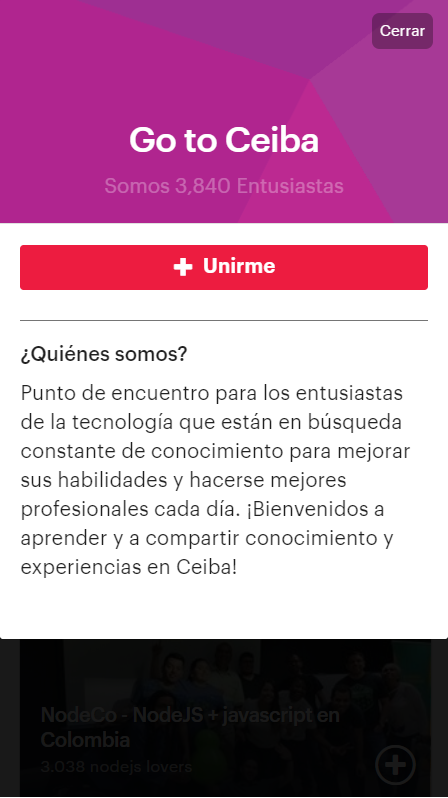 Cerrar
Go to Ceiba
Somos 3,840 Entusiastas
Unirme
¿Quiénes somos?
Punto de encuentro para los entusiastas
de la tecnología que están en búsqueda
constante de conocimiento para mejorar
sus habilidades y hacerse mejores
profesionales cada día. ¡Bienvenidos a
aprender y a compartir conocimiento y
experiencias en Ceiba!
NodeCo - NodeJS + javascript en
Colombia
3.038 nodejs lovers